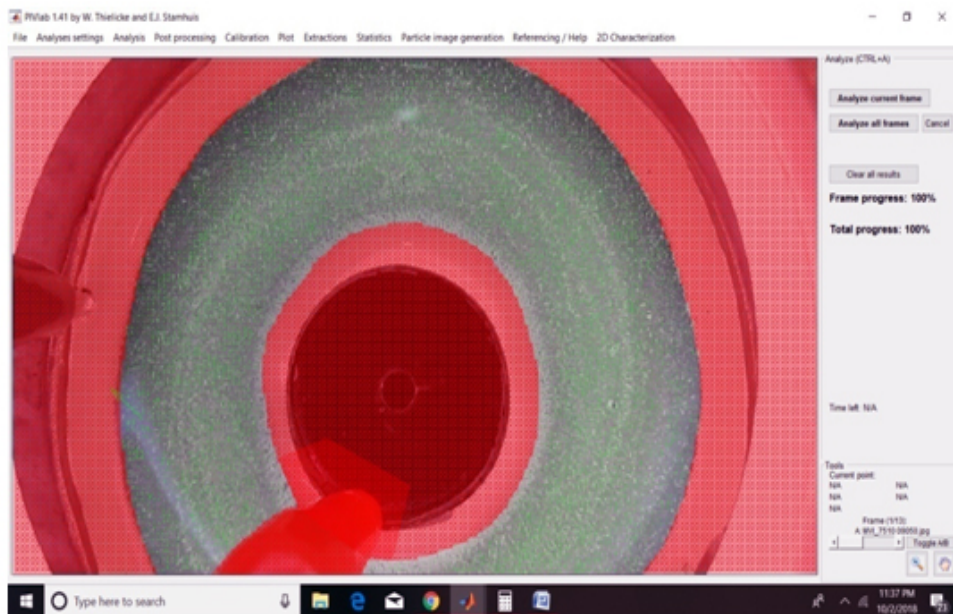 PIVlab 1.41 by W. Thielicke and E.J. Stamhuis
File Analyses settings Analysis Post processing Calibration Plot Extractions Statistics Particle image generation Referencing / Help 2D Characterization
Analyze (CTRL+A)
Analyze current frame
Analyze all frames Cancel
Clear all results
Frame progress: 100%
Total progress: 100%
Time left: N/A
Tools
Current point:
N/A N/A
N/A N/A
N/A
Frame (1/13):
Toggle A/B
Type here to search
11:37 PM
10/2/2018
23